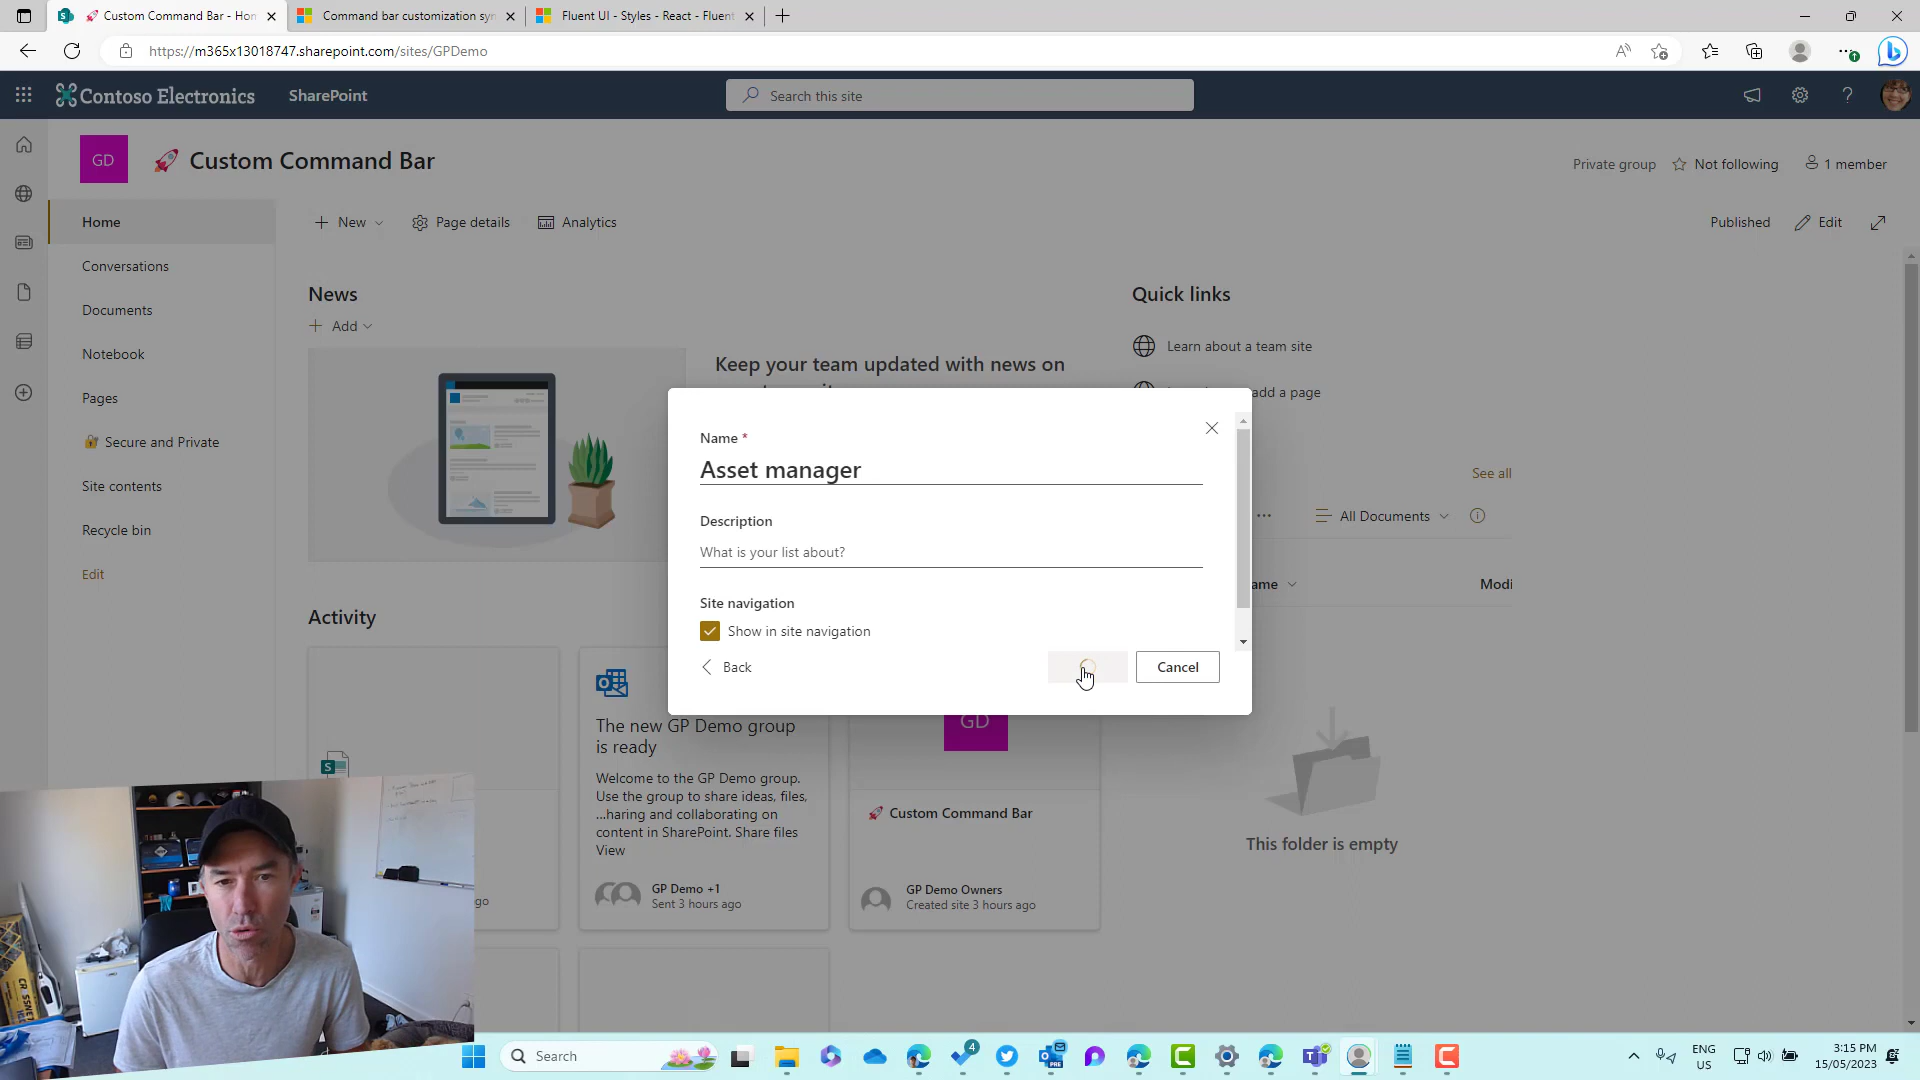 🚀 Custom Command Bar - Hon
Command bar customization syn
Fluent UI - Styles - React - Fluent
https://m365x13018747.sharepoint.com/sites/GPDemo
Contoso Electronics
SharePoint
Search this site
GD
🚀 Custom Command Bar
Private group
Not following
1 member
Home
Conversations
Documents
Notebook
Pages
🔐 Secure and Private
Site contents
Recycle bin
Edit
New
Page details
Analytics
Published
Edit
News
Add
Keep your team updated with news on
Quick links
Learn about a team site
add a page
See all
All Documents
ame
Modi
This folder is empty
Name *
Asset manager
Description
What is your list about?
Site navigation
Show in site navigation
Back
Cancel
Activity
The new GP Demo group
is ready
Welcome to the GP Demo group.
Use the group to share ideas, files,
...haring and collaborating on
content in SharePoint. Share files
View
GP Demo +1
Sent 3 hours ago
GD
🚀 Custom Command Bar
GP Demo Owners
Created site 3 hours ago
go
Search
4
PRE
ENG
US
3:15 PM
15/05/2023